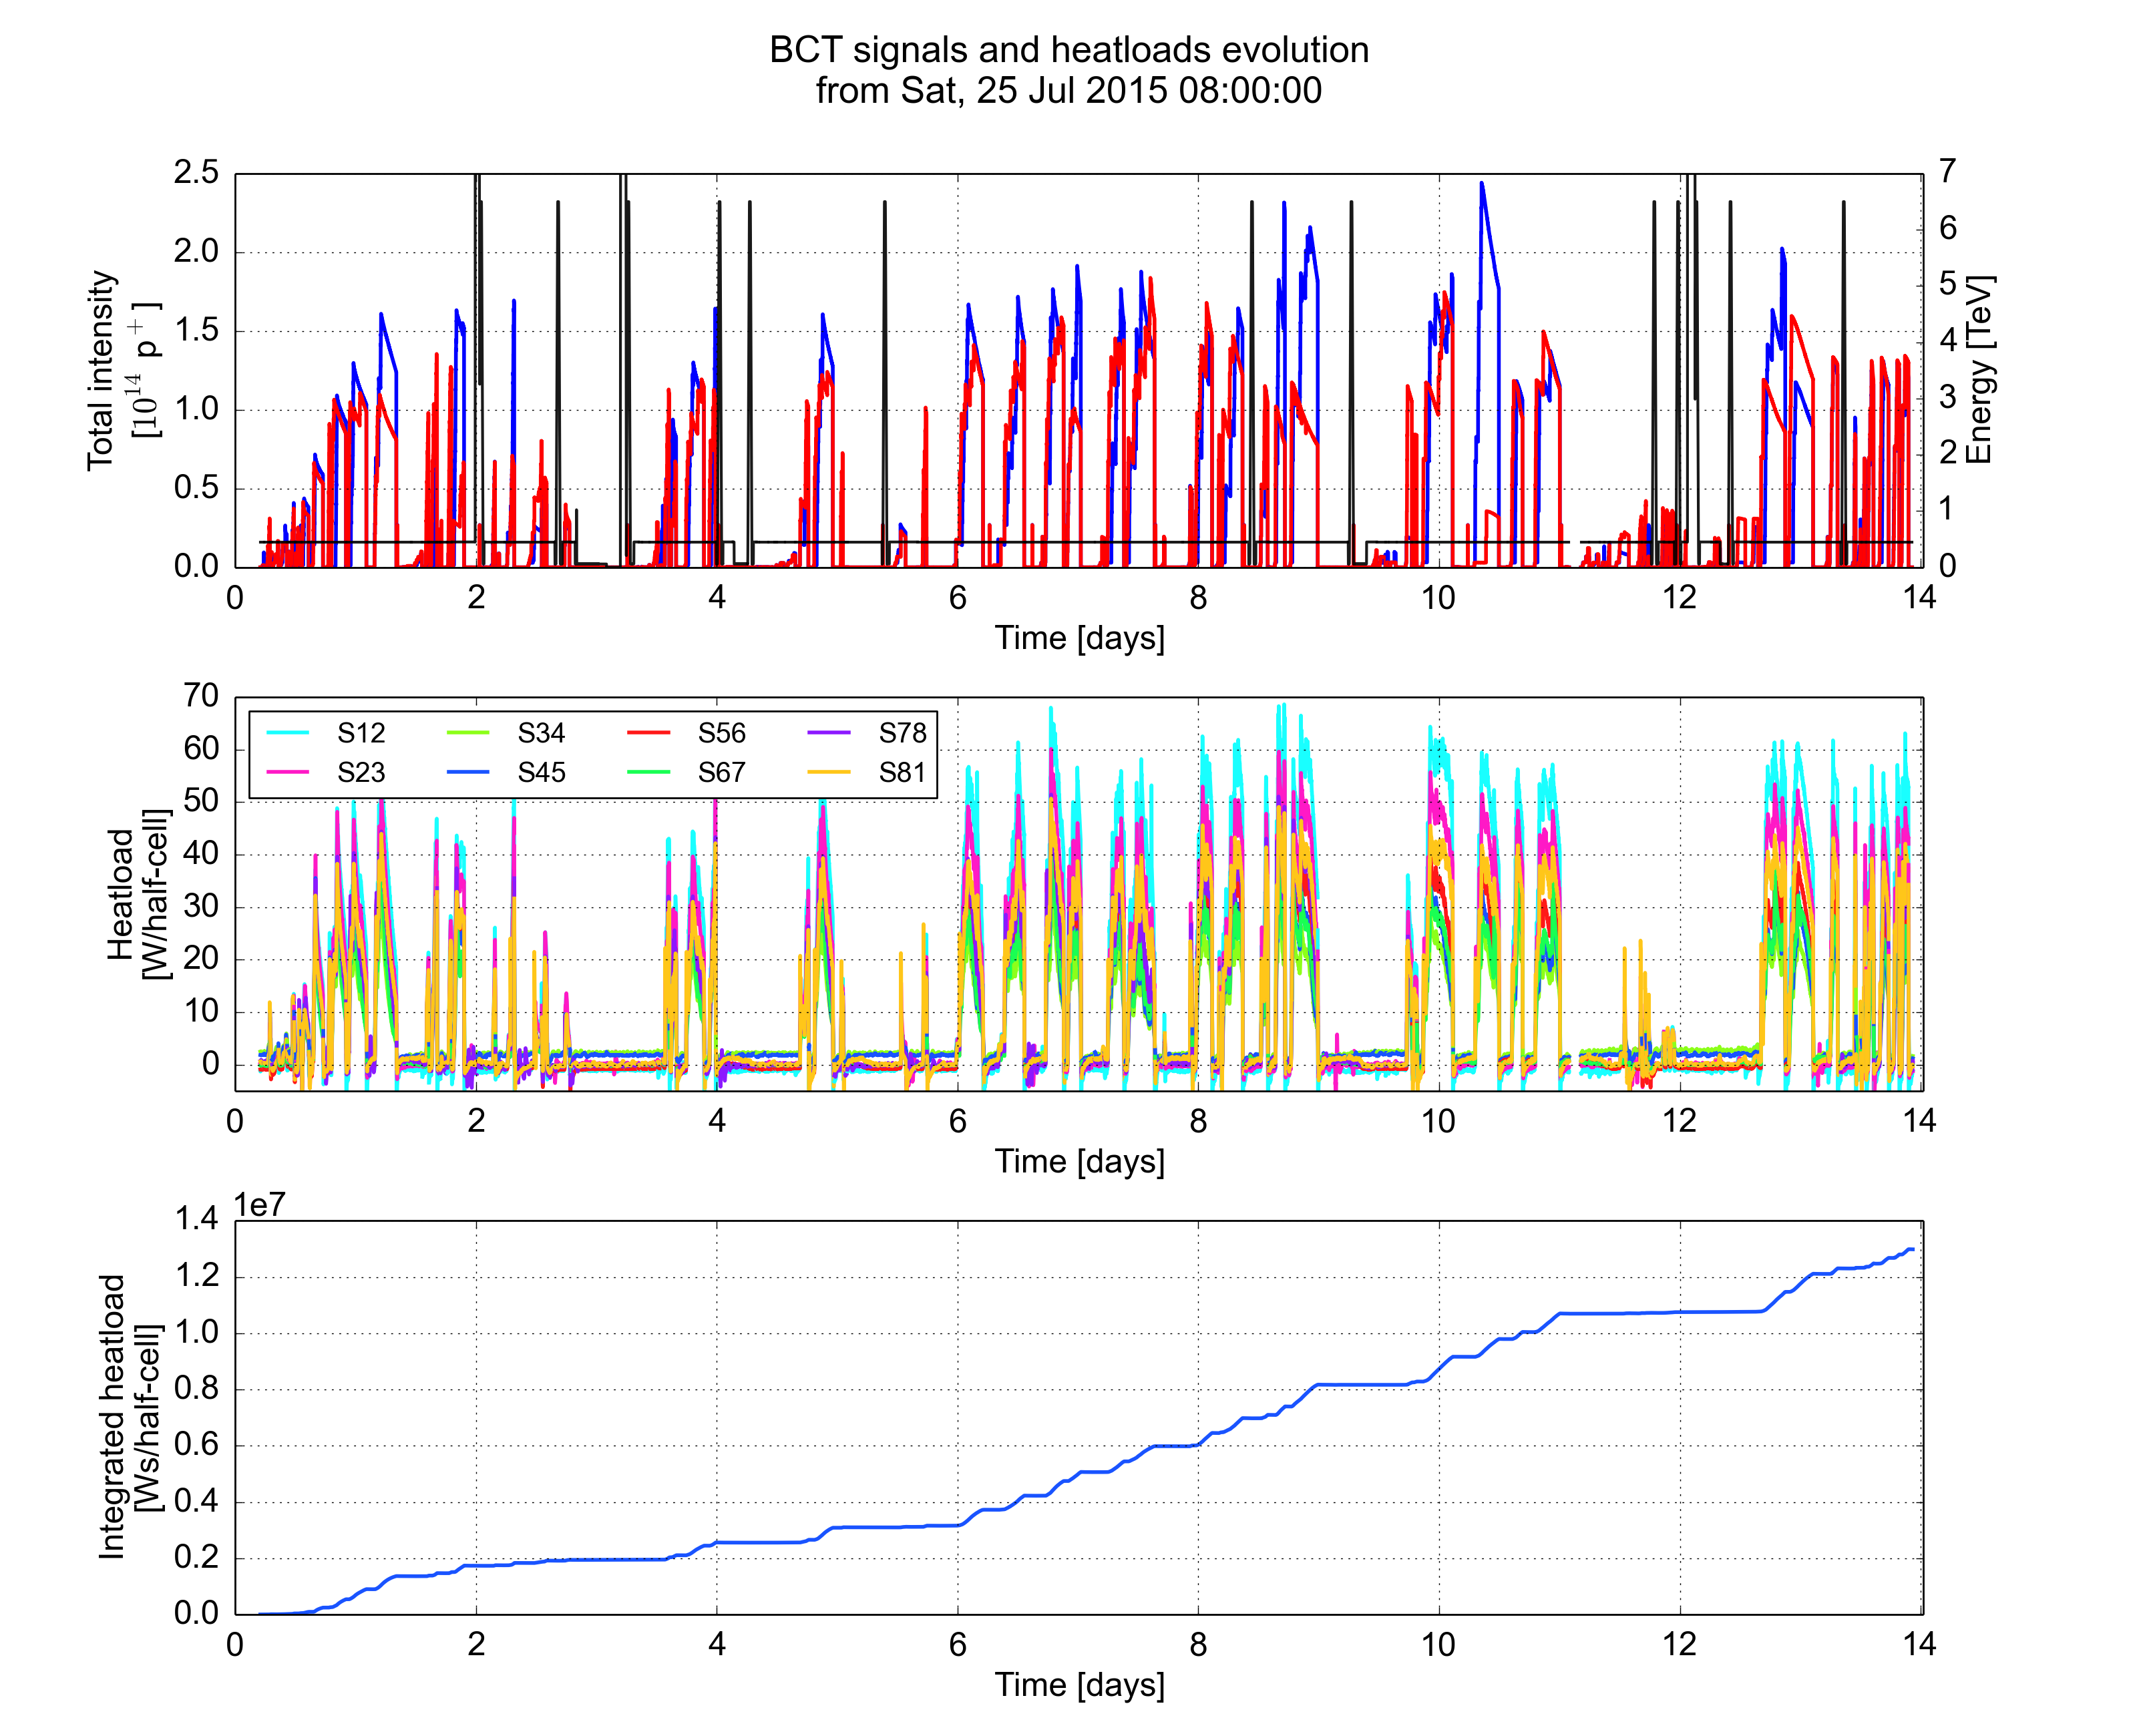 BCT signals and heatloads evolution
from Sat, 25 Jul 2015 08:00:00
Total intensity
[10^14 p^+]
2.5
2.0
1.5
1.0
0.5
0.0
7
6
5
4
3
2
1
0
Energy [TeV]
0 2 4 6 8 10 12 14
Time [days]
Heatload
[W/half-cell]
70
60
50
40
30
20
10
0
S12 S34 S56 S78
S23 S45 S67 S81
0 2 4 6 8 10 12 14
Time [days]
1e7
Integrated heatload
[Ws/half-cell]
1.4
1.2
1.0
0.8
0.6
0.4
0.2
0.0
0 2 4 6 8 10 12 14
Time [days]